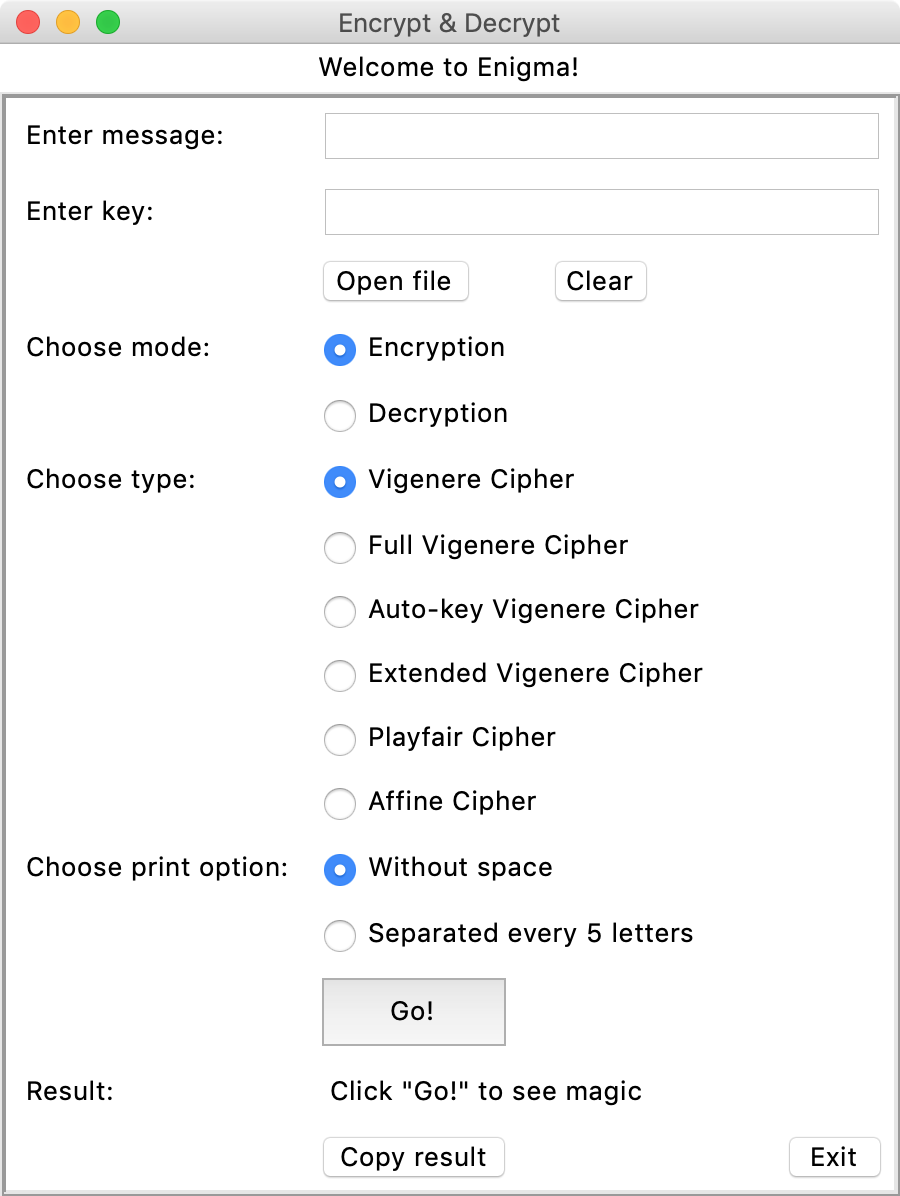 Encrypt & Decrypt
Welcome to Enigma!
Enter message:
Enter key:
Open file Clear
Choose mode: Encryption
Decryption
Choose type: Vigenere Cipher
Full Vigenere Cipher
Auto-key Vigenere Cipher
Extended Vigenere Cipher
Playfair Cipher
Affine Cipher
Choose print option: Without space
Separated every 5 letters
Go!
Result: Click "Go!" to see magic
Copy result Exit